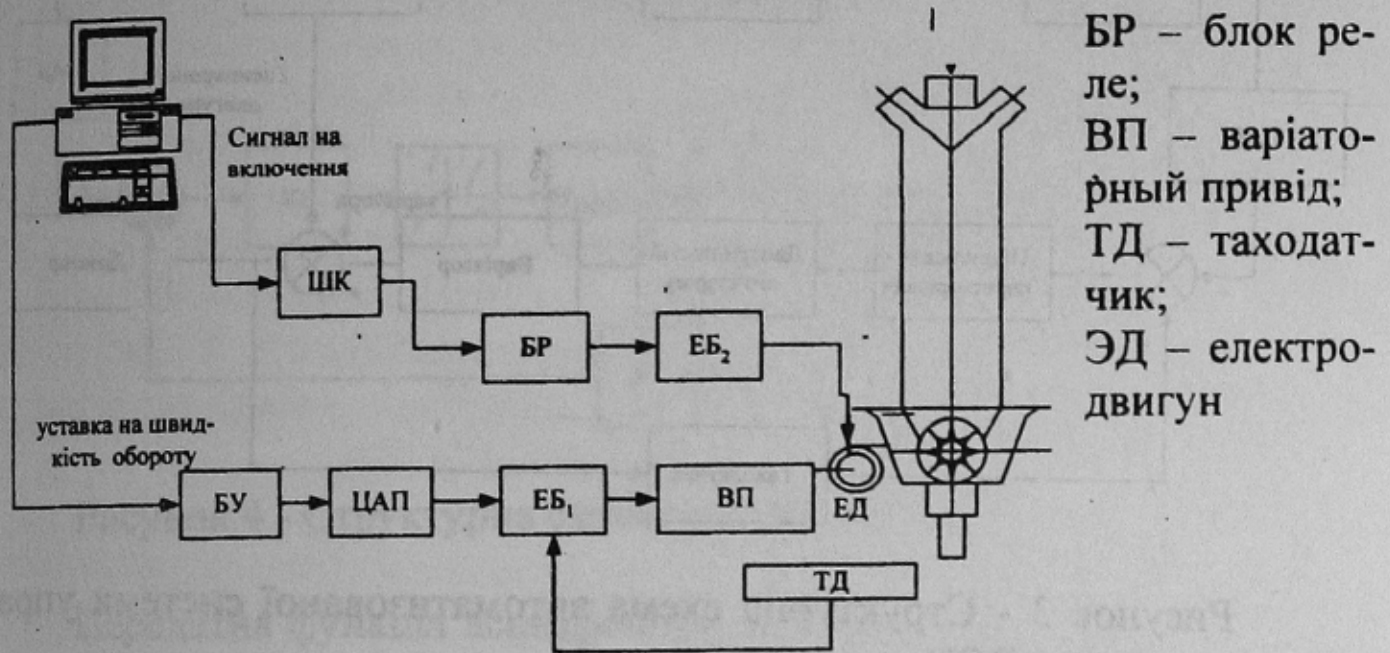 Сигнал на
включення
ШК
БР
ЕБ₂
уставка на швид-
кість обороту
БУ
ЦАП
ЕБ₁
ВП
ЕД
ТД
БР – блок ре-
ле;
ВП – варіато-
рный привід;
ТД – таходат-
чик;
ЭД – електро-
двигун